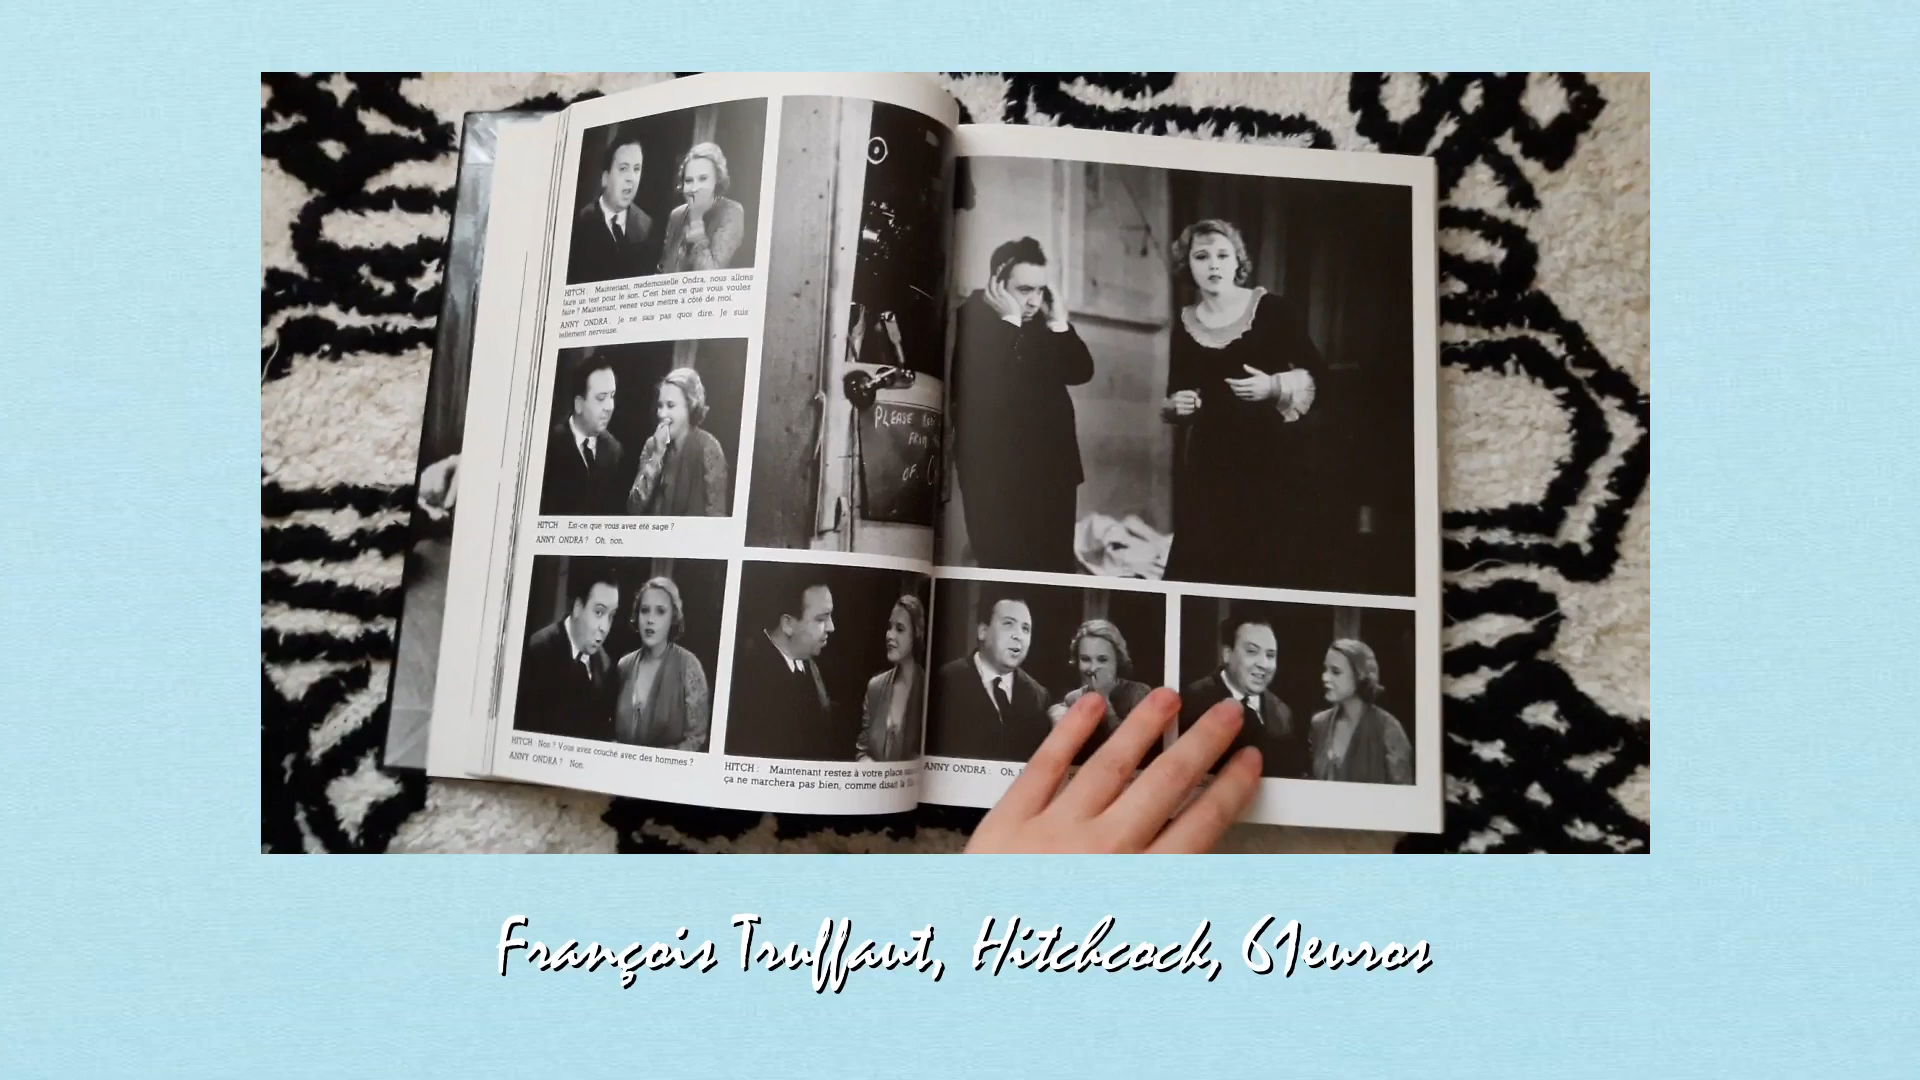 HITCH : Maintenant, mademoiselle Ondra, nous allons
faire un test pour le son. C'est bien ce que vous voulez
faire ? Maintenant, venez vous mettre à côté de moi.
ANNY ONDRA : Je ne sais pas quoi dire. Je suis
tellement nerveuse.
HITCH : Est-ce que vous avez été sage ?
ANNY ONDRA ? Oh, non.
HITCH : Non ? Vous avez couché avec des hommes ?
ANNY ONDRA ? Non.
PLEASE
FROM
OF
HITCH : Maintenant restez à votre place
ça ne marchera pas bien, comme disait la
ANNY ONDRA : Oh,
François Truffaut, Hitchcock, 61euros